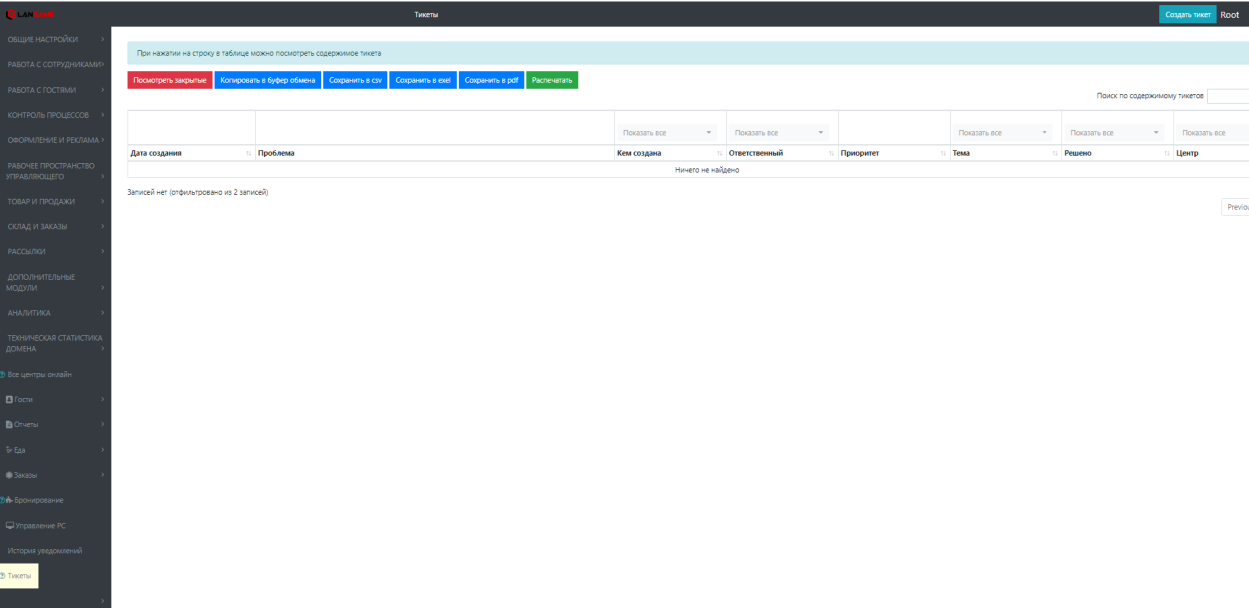 LANGAME
Тикеты
Создать тикет
Root
ОБЩИЕ НАСТРОЙКИ
РАБОТА С СОТРУДНИКАМИ
РАБОТА С ГОСТЯМИ
КОНТРОЛЬ ПРОЦЕССОВ
ОФОРМЛЕНИЕ И РЕКЛАМА
РАБОЧЕЕ ПРОСТРАНСТВО
УПРАВЛЯЮЩЕГО
ТОВАР И ПРОДАЖИ
СКЛАД И ЗАКАЗЫ
РАССЫЛКИ
ДОПОЛНИТЕЛЬНЫЕ
МОДУЛИ
АНАЛИТИКА
ТЕХНИЧЕСКАЯ СТАТИСТИКА
ДОМЕНА
Все центры онлайн
Гости
Отчеты
Еда
Заказы
Бронирование
Управление PC
История уведомлений
Тикеты
При нажатии на строку в таблице можно посмотреть содержимое тикета
Посмотреть закрытые
Копировать в буфер обмена
Сохранить в csv
Сохранить в exel
Сохранить в pdf
Распечатать
Поиск по содержимому тикетов
Показать все
Показать все
Показать все
Показать все
Показать все
Дата создания
Проблема
Кем создана
Ответственный
Приоритет
Тема
Решено
Центр
Ничего не найдено
Записей нет (отфильтровано из 2 записей)
Previou